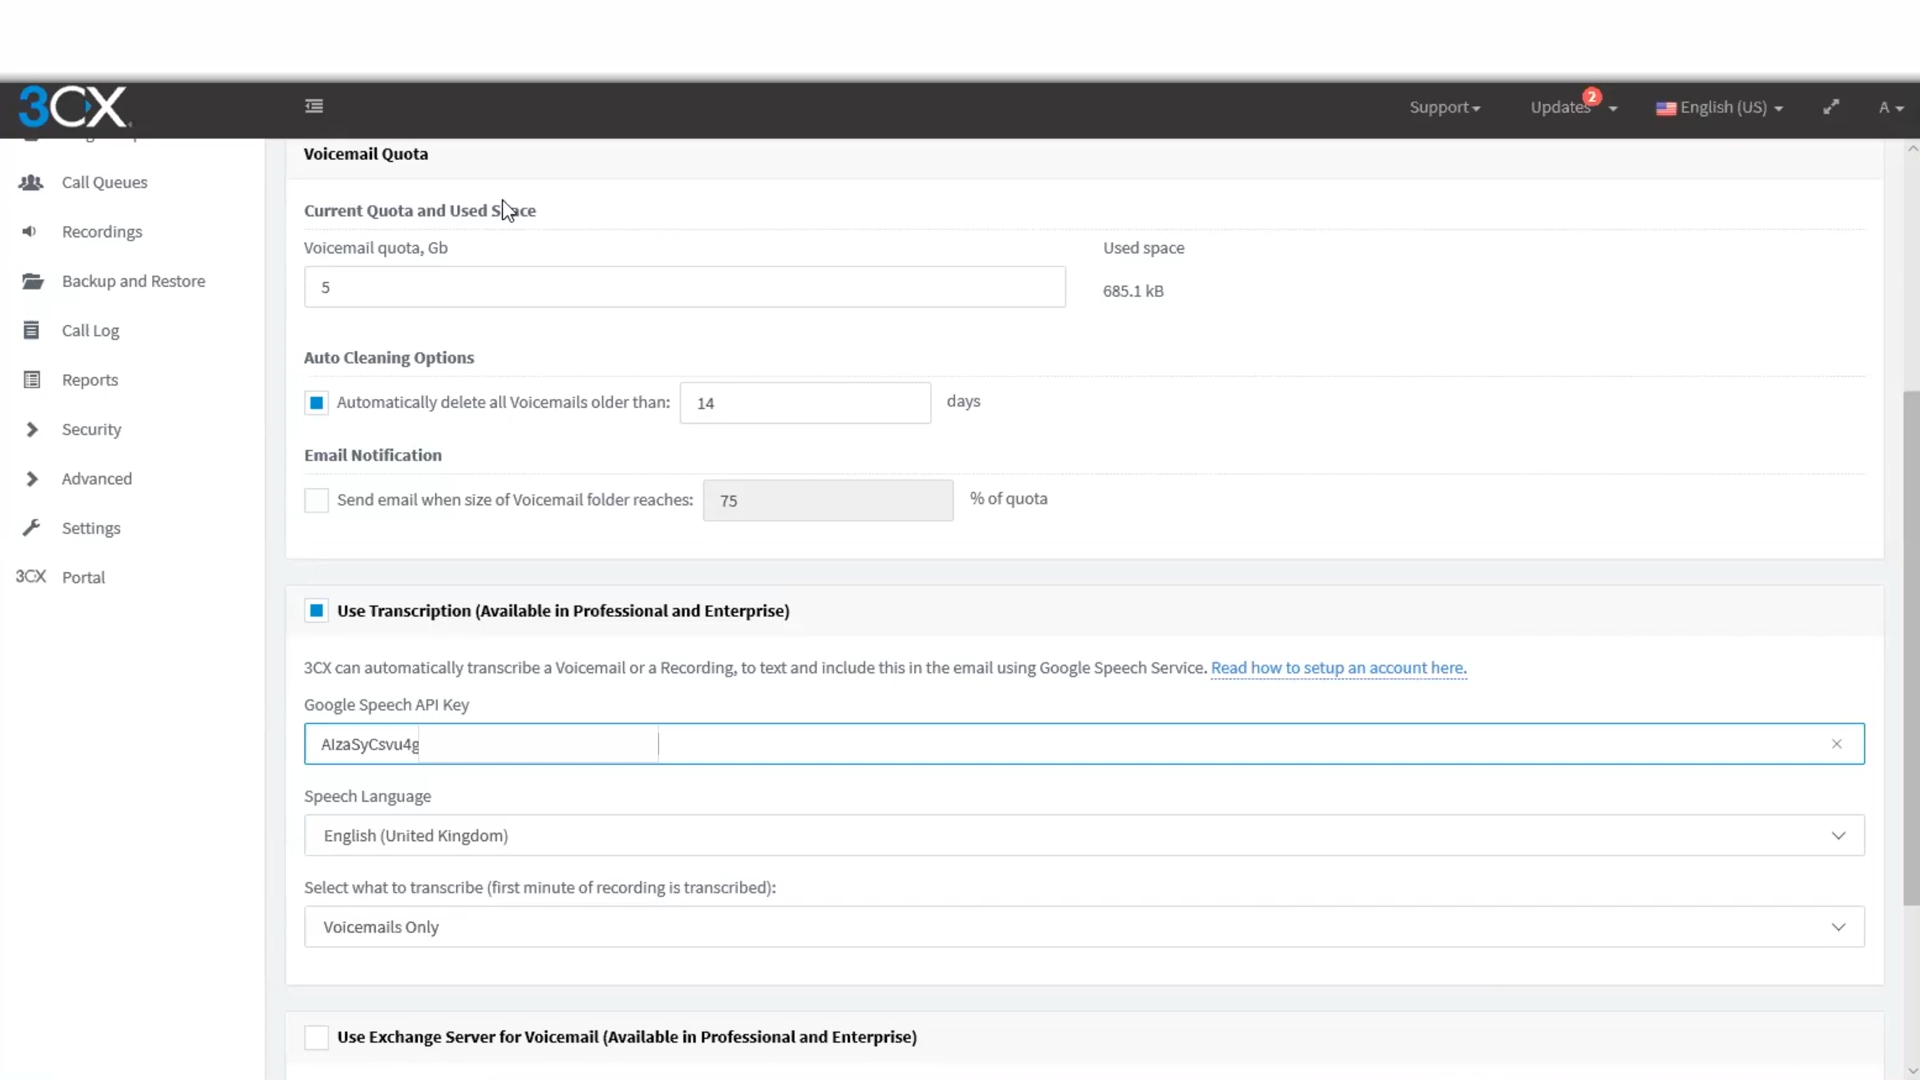 3CX
Support
Updates 2
English (US)
A
Call Queues
Recordings
Backup and Restore
Call Log
Reports
Security
Advanced
Settings
3CX Portal
Voicemail Quota
Current Quota and Used Space
Voicemail quota, Gb
Used space
5
685.1 kB
Auto Cleaning Options
Automatically delete all Voicemails older than: 14 days
Email Notification
Send email when size of Voicemail folder reaches: 75 % of quota
Use Transcription (Available in Professional and Enterprise)
3CX can automatically transcribe a Voicemail or a Recording, to text and include this in the email using Google Speech Service. Read how to setup an account here.
Google Speech API Key
AIzaSyCsvu4g
Speech Language
English (United Kingdom)
Select what to transcribe (first minute of recording is transcribed):
Voicemails Only
Use Exchange Server for Voicemail (Available in Professional and Enterprise)